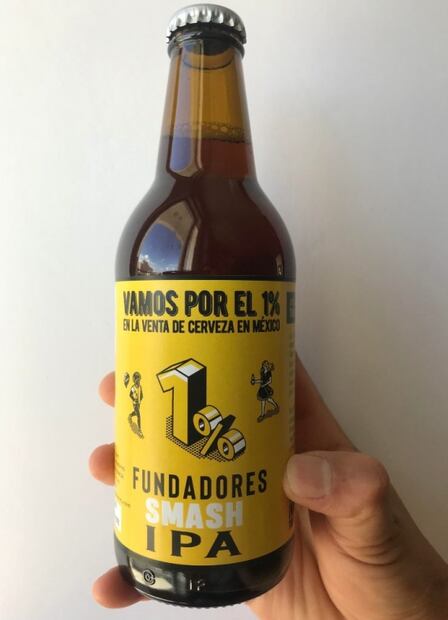 VAMOS POR EL 1%
EN LA VENTA DE CERVEZA EN MÉXICO
1%
FUNDADORES
SMASH
IPA